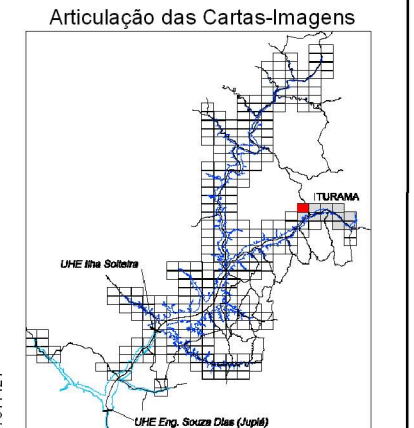 Articulação das Cartas-Imagens
ITURAMA
UHE Ilha Solteira
UHE Eng. Souza Dias (Jupiá)